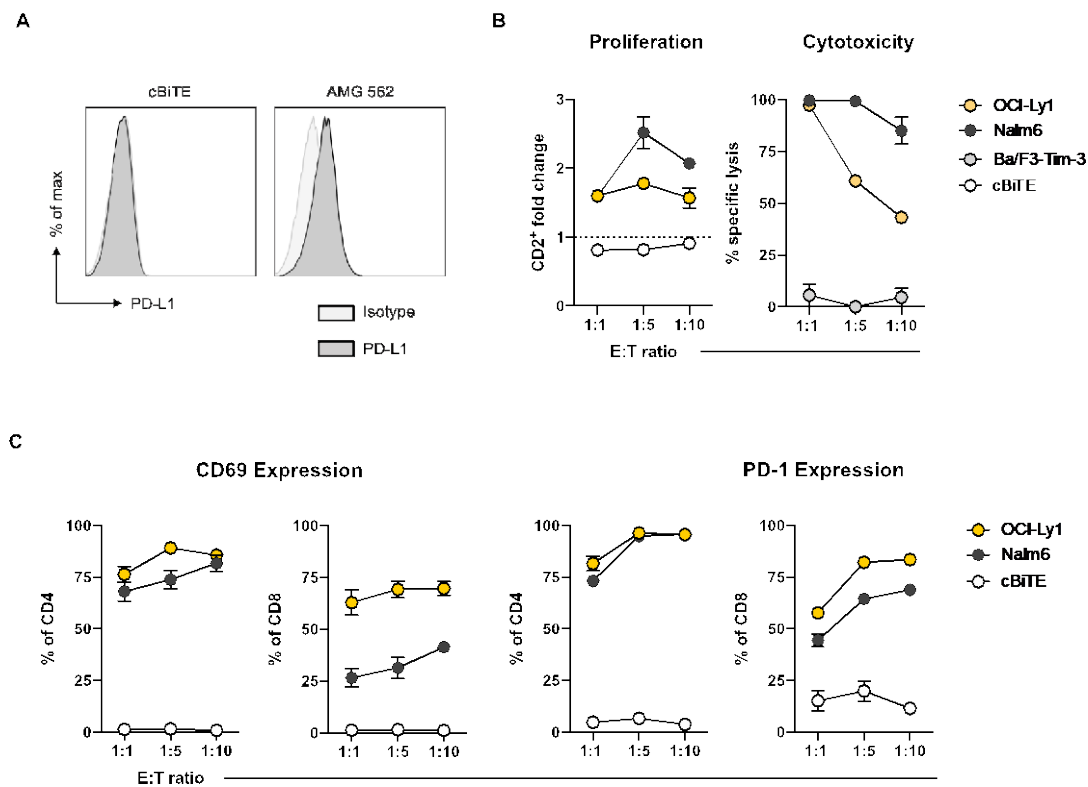 A
cBiTE
AMG 562
% of max
PD-L1
Isotype
PD-L1
B
Proliferation
Cytotoxicity
3
2
1
0
CD2+ fold change
1:1
1:5
1:10
100
75
50
25
0
% specific lysis
1:1
1:5
1:10
E:T ratio
OCI-Ly1
Nalm6
Ba/F3-Tim-3
cBiTE
C
CD69 Expression
PD-1 Expression
100
75
50
25
0
% of CD4
1:1
1:5
1:10
100
75
50
25
0
% of CD8
1:1
1:5
1:10
100
75
50
25
0
% of CD4
1:1
1:5
1:10
100
75
50
25
0
% of CD8
1:1
1:5
1:10
OCI-Ly1
Nalm6
cBiTE
E:T ratio